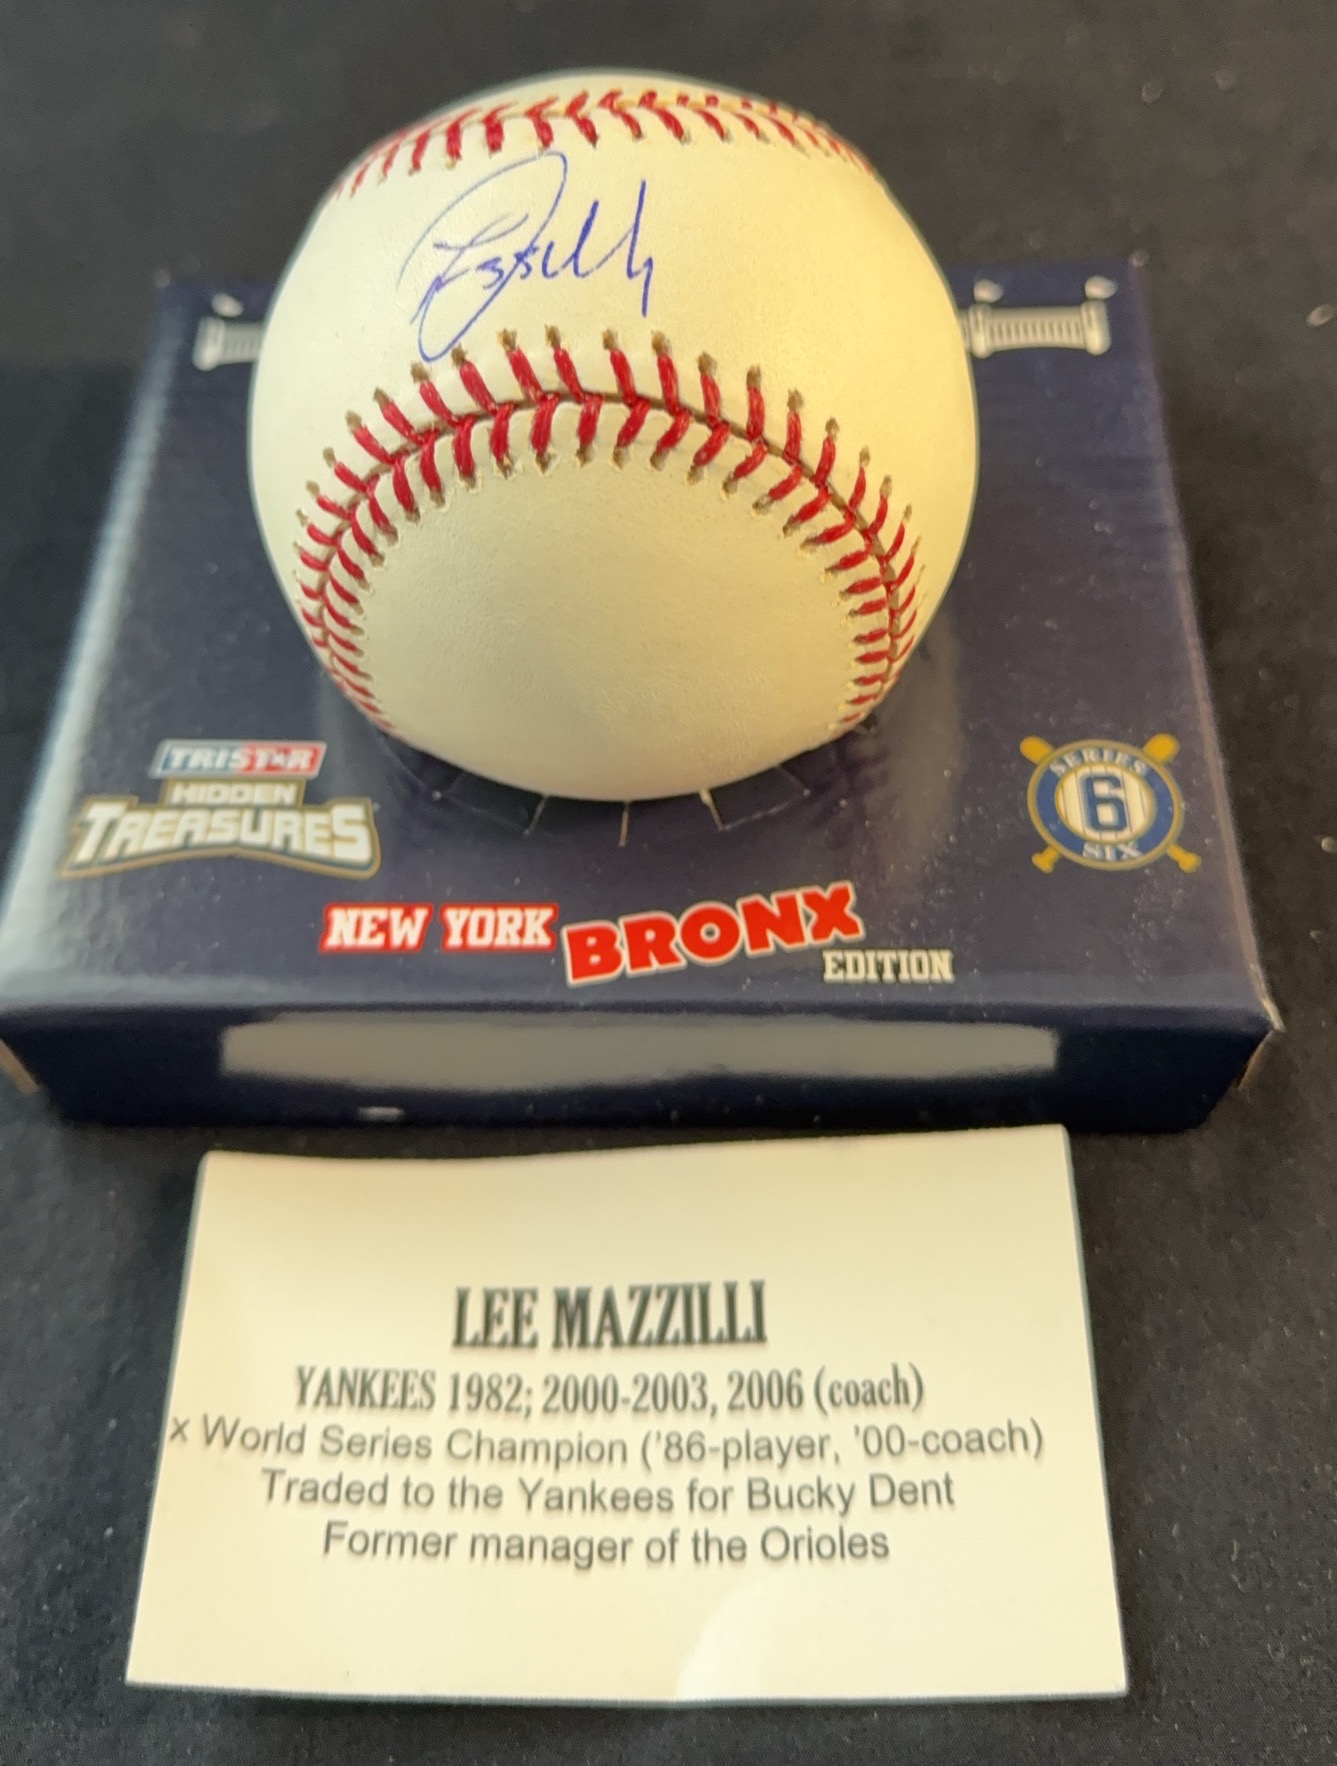 TRISTAR
HIDDEN
TREASURES
SERIES
6
SIX
NEW YORK BRONX
EDITION
LEE MAZZILLI
YANKEES 1982; 2000-2003, 2006 (coach)
x World Series Champion ('86-player, '00-coach)
Traded to the Yankees for Bucky Dent
Former manager of the Orioles